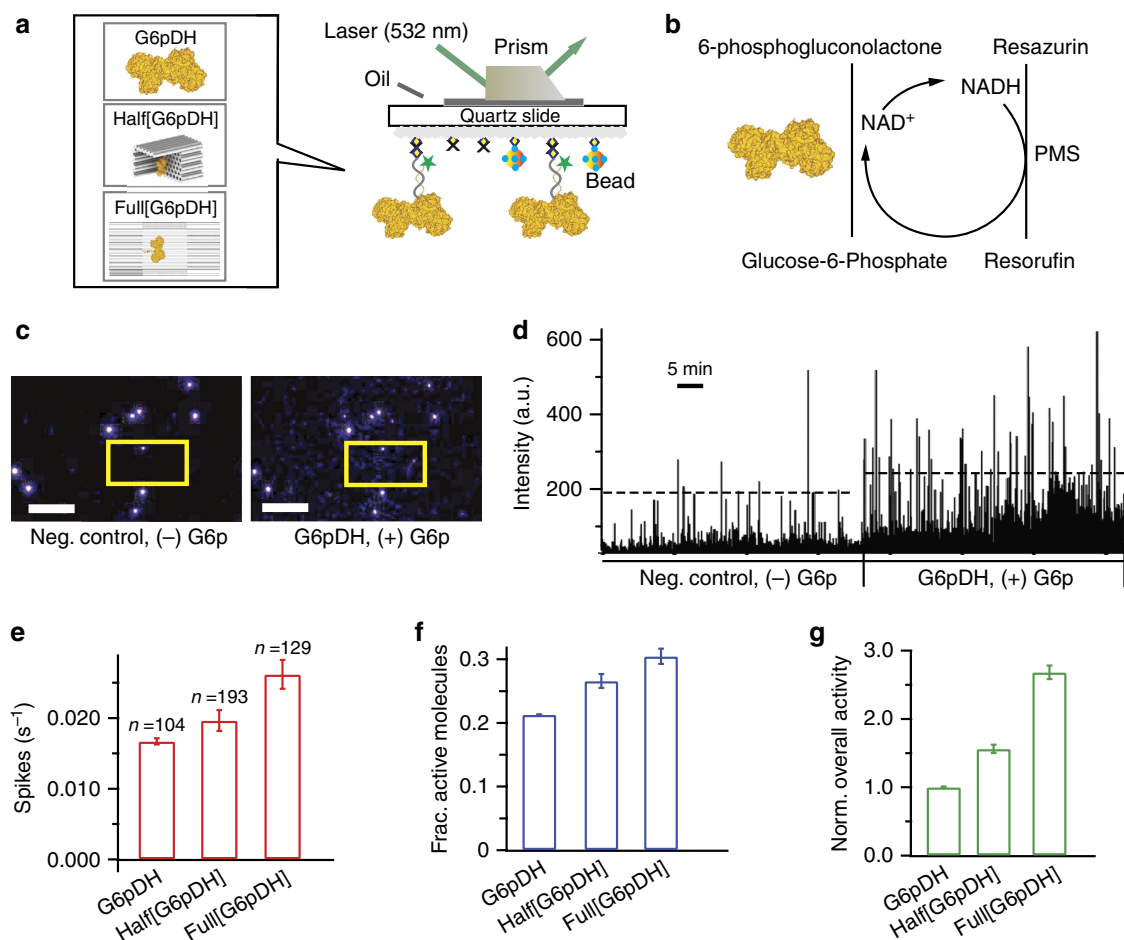 a
G6pDH
Half[G6pDH]
Full[G6pDH]
Laser (532 nm)
Prism
Oil
Quartz slide
Bead
b
6-phosphogluconolactone
Resazurin
NADH
NAD+
PMS
Glucose-6-Phosphate
Resorufin
c
Neg. control, (–) G6p
G6pDH, (+) G6p
d
Intensity (a.u.)
600
400
200
5 min
Neg. control, (–) G6p
G6pDH, (+) G6p
e
Spikes (s⁻¹)
0.020
0.010
0.000
n=104
n=193
n=129
G6pDH
Half[G6pDH]
Full[G6pDH]
f
Frac. active molecules
0.3
0.2
0.1
0
G6pDH
Half[G6pDH]
Full[G6pDH]
g
Norm. overall activity
3.0
2.0
1.0
0.0
G6pDH
Half[G6pDH]
Full[G6pDH]